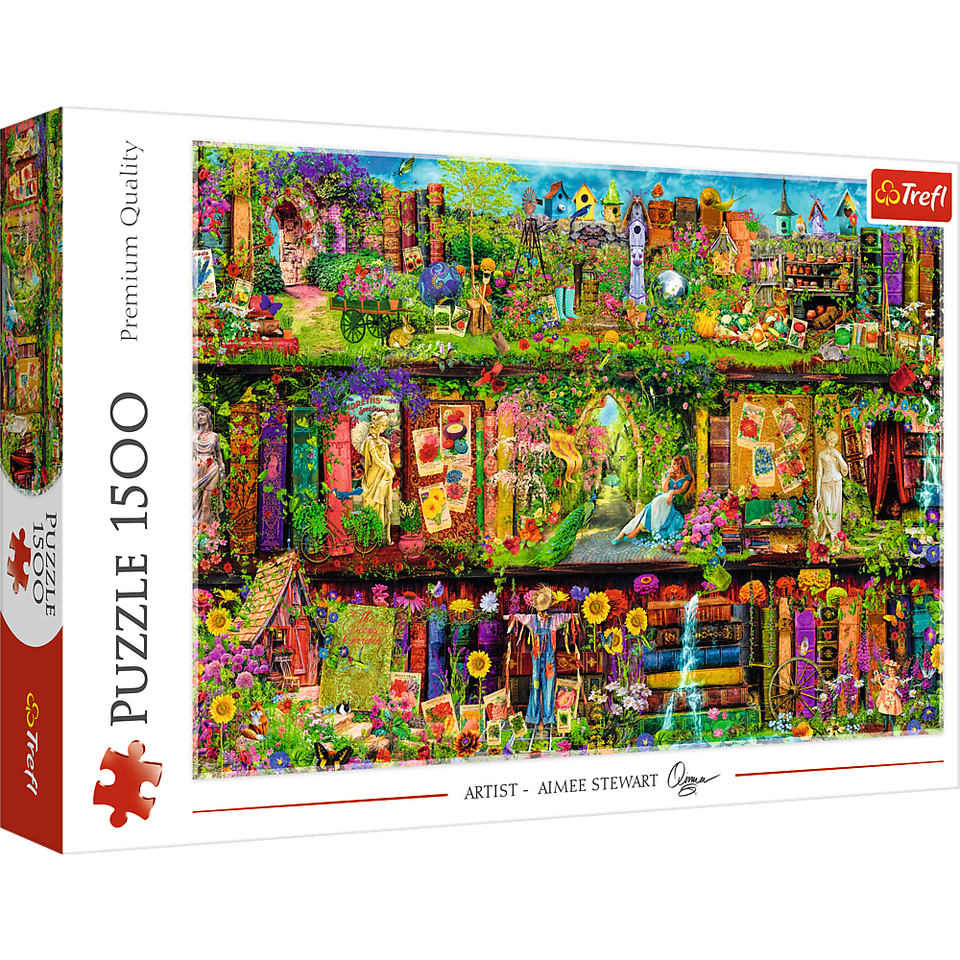 Premium Quality
PUZZLE 1500
Trefl
ARTIST - AIMEE STEWART
PUZZLE
1500
Trefl